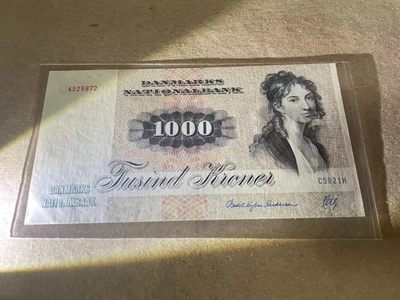 DANMARKS
NATIONALBANK
4529872
1000
Tusind Kroner
C5921H
DANMARKS
NATIONALBANK